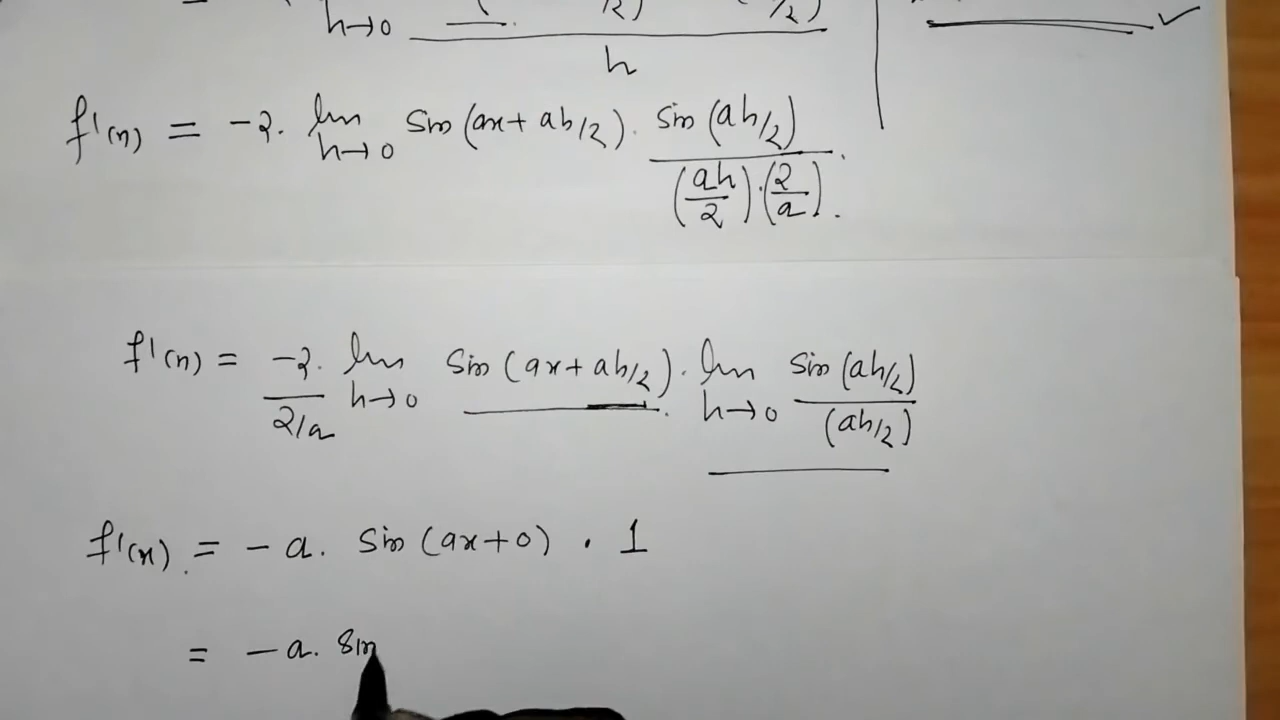 h→0
h
f'(x) = -2. lim h→0 sin(ax + ah/2). sin(ah/2) / (ah/2).(2/a).
f'(x) = -2./2/a lim h→0 sin(ax + ah/2). lim h→0 sin(ah/2) / (ah/2)
f'(x) = -a. sin(ax+0) . 1
= -a. sin